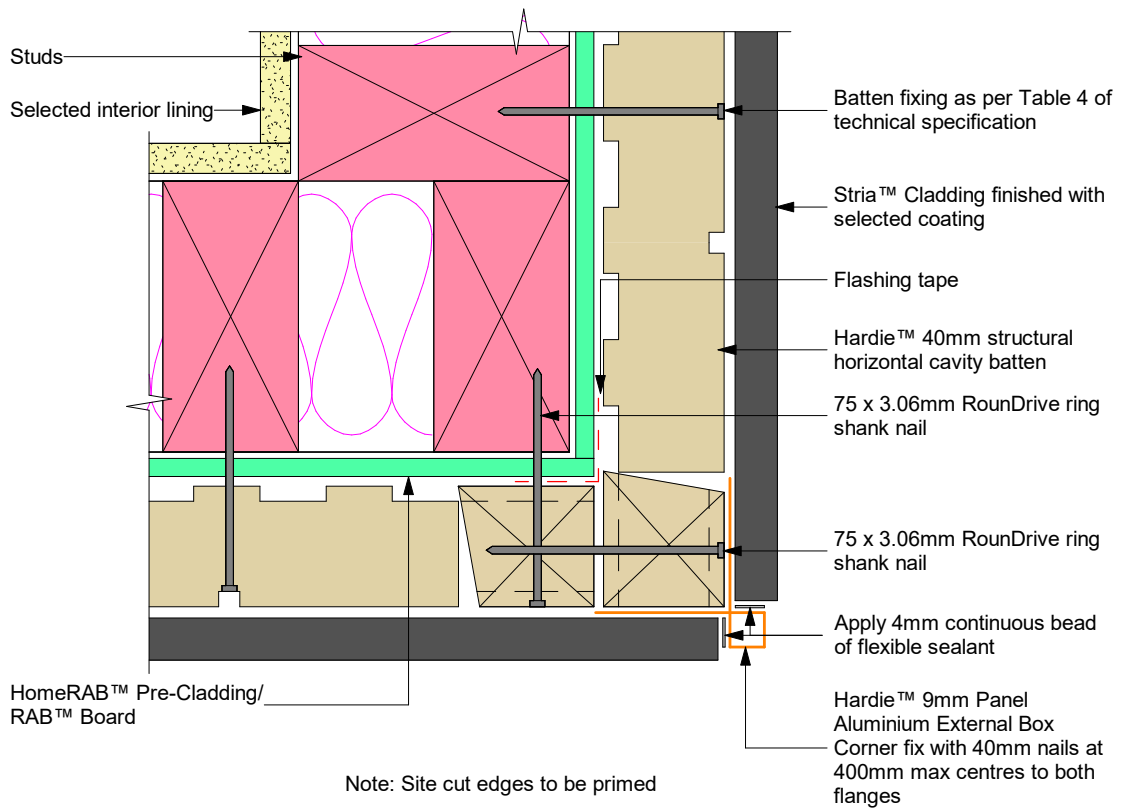 Studs
Selected interior lining
HomeRAB™ Pre-Cladding/
RAB™ Board
Batten fixing as per Table 4 of
technical specification
Stria™ Cladding finished with
selected coating
Flashing tape
Hardie™ 40mm structural
horizontal cavity batten
75 x 3.06mm RounDrive ring
shank nail
75 x 3.06mm RounDrive ring
shank nail
Apply 4mm continuous bead
of flexible sealant
Hardie™ 9mm Panel
Aluminium External Box
Corner fix with 40mm nails at
400mm max centres to both
flanges
Note: Site cut edges to be primed